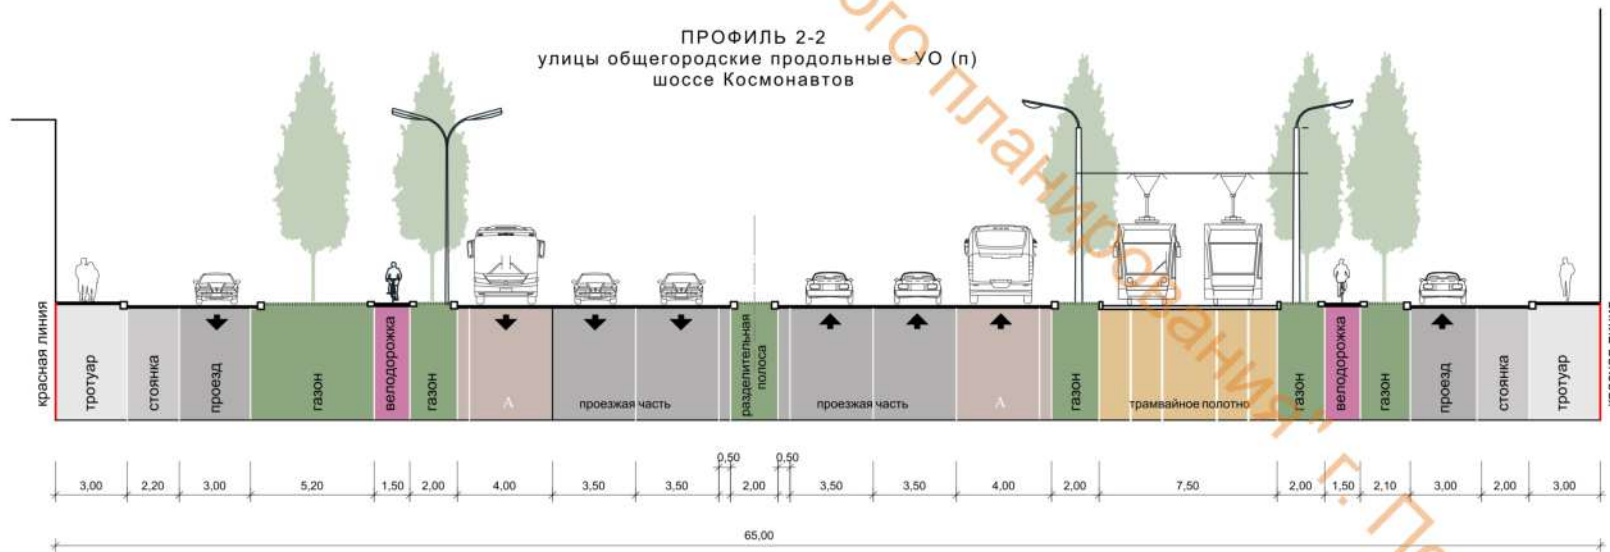 ПРОФИЛЬ 2-2
улицы общегородские продольные - УО (п)
шоссе Космонавтов
ого планирования" г. П
красная линия
тротуар
стоянка
проезд
газон
велодорожка
газон
А
проезжая часть
разделительная
полоса
проезжая часть
А
газон
трамвайное полотно
газон
велодорожка
газон
проезд
стоянка
тротуар
0,50 0,50
3,00 2,20 3,00 5,20 1,50 2,00 4,00 3,50 3,50 2,00 3,50 3,50 4,00 2,00 7,50 2,00 1,50 2,10 3,00 2,00 3,00
65,00